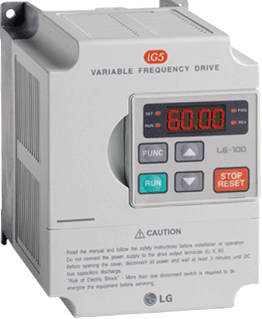 iG5
VARIABLE FREQUENCY DRIVE
SET FWD
RUN REV
60.00
FUNC LE-100
RUN STOP
RESET
CAUTION
Read the manual and follow the safety instructions before installation or operation.
Do not connect the power supply to the drive output terminals (U, V, W).
Before opening the cover, disconnect all power and wait at least 3 minutes until DC
bus capacitors discharge.
"Risk of Electric Shock" - More than one disconnect switch is required to
energize the equipment before servicing.
LG